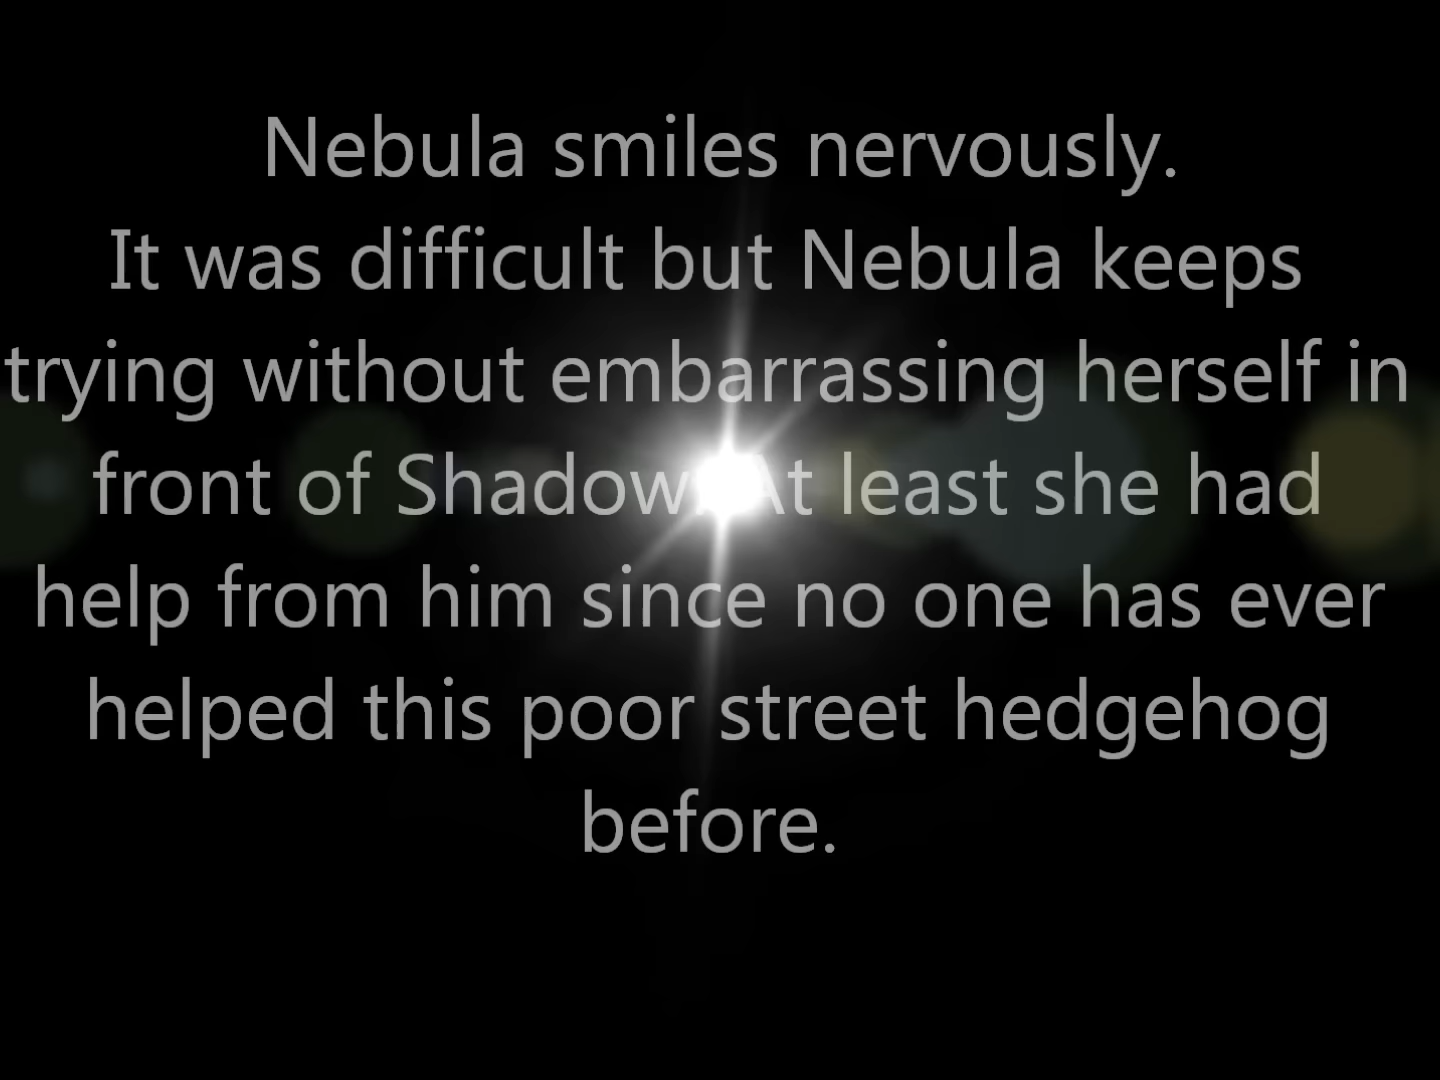 Nebula smiles nervously.
It was difficult but Nebula keeps
trying without embarrassing herself in
front of Shadow. At least she had
help from him since no one has ever
helped this poor street hedgehog
before.